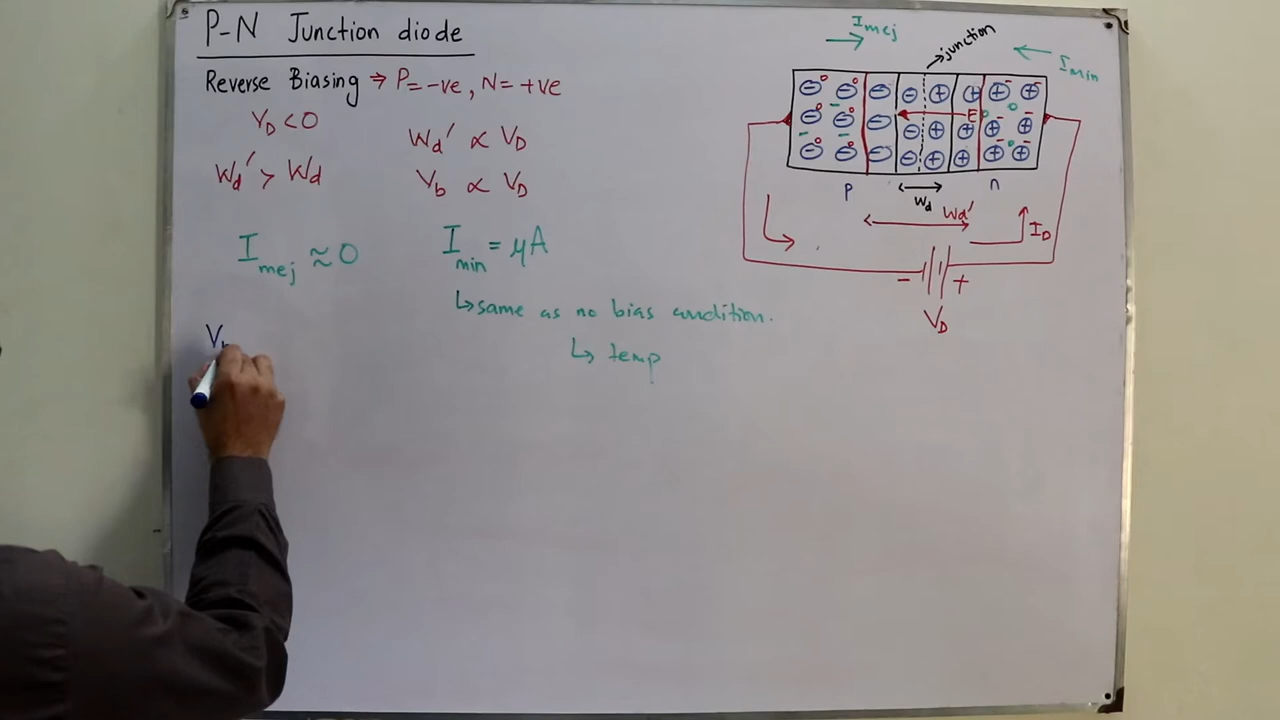 P-N Junction diode
Reverse Biasing ⇒ P=-ve, N=+ve
V_D < 0
W_d' ∝ V_D
W_d' > W_d
V_b ∝ V_D
I_mej ≈ 0
I_min = μA
↳ same as no bias condition.
↳ temp
V_b
I_mej →
→ junction
← I_min
E
p
W_d
n
W_d'
I_D
- +
V_D